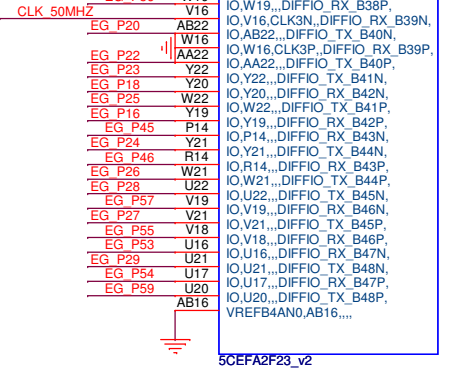 IO,W19,,,DIFFIO_RX_B38P,
CLK_50MHZ V16 IO,V16,CLK3N,,DIFFIO_RX_B39N,
EG_P20 AB22 IO,AB22,,,DIFFIO_TX_B40N,
W16 IO,W16,CLK3P,,DIFFIO_RX_B39P,
EG_P22 AA22 IO,AA22,,,DIFFIO_TX_B40P,
EG_P23 Y22 IO,Y22,,,DIFFIO_TX_B41N,
EG_P18 Y20 IO,Y20,,,DIFFIO_RX_B42N,
EG_P25 W22 IO,W22,,,DIFFIO_TX_B41P,
EG_P16 Y19 IO,Y19,,,DIFFIO_RX_B42P,
EG_P45 P14 IO,P14,,,DIFFIO_RX_B43N,
EG_P24 Y21 IO,Y21,,,DIFFIO_TX_B44N,
EG_P46 R14 IO,R14,,,DIFFIO_RX_B43P,
EG_P26 W21 IO,W21,,,DIFFIO_TX_B44P,
EG_P28 U22 IO,U22,,,DIFFIO_TX_B45N,
EG_P57 V19 IO,V19,,,DIFFIO_RX_B46N,
EG_P27 V21 IO,V21,,,DIFFIO_TX_B45P,
EG_P55 V18 IO,V18,,,DIFFIO_RX_B46P,
EG_P53 U16 IO,U16,,,DIFFIO_RX_B47N,
EG_P29 U21 IO,U21,,,DIFFIO_TX_B48N,
EG_P54 U17 IO,U17,,,DIFFIO_RX_B47P,
EG_P59 U20 IO,U20,,,DIFFIO_TX_B48P,
AB16 VREFB4AN0,AB16,,,,
5CEFA2F23_v2